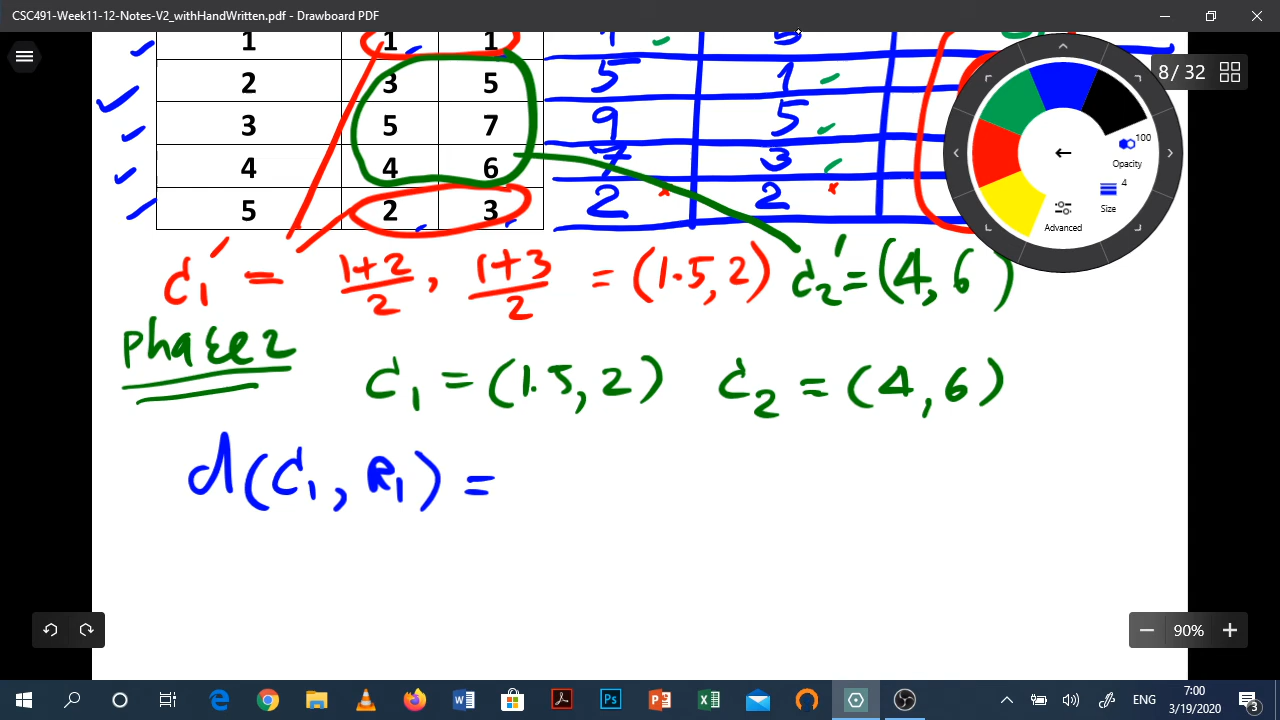 CSC491-Week11-12-Notes-V2_withHandWritten.pdf - Drawboard PDF
8 / 32
1 1 1
2 3 5 5 1
3 5 7 9 5
4 4 6 7 3
5 2 3 2 2
100
Opacity
4
Size
Advanced
C₁' = 1+2/2 , 1+3/2 = (1.5, 2) C₂' = (4, 6)
Phase 2
C₁ = (1.5, 2) C₂ = (4, 6)
d(C₁, R₁) =
90%
ENG
7:00
3/19/2020
3